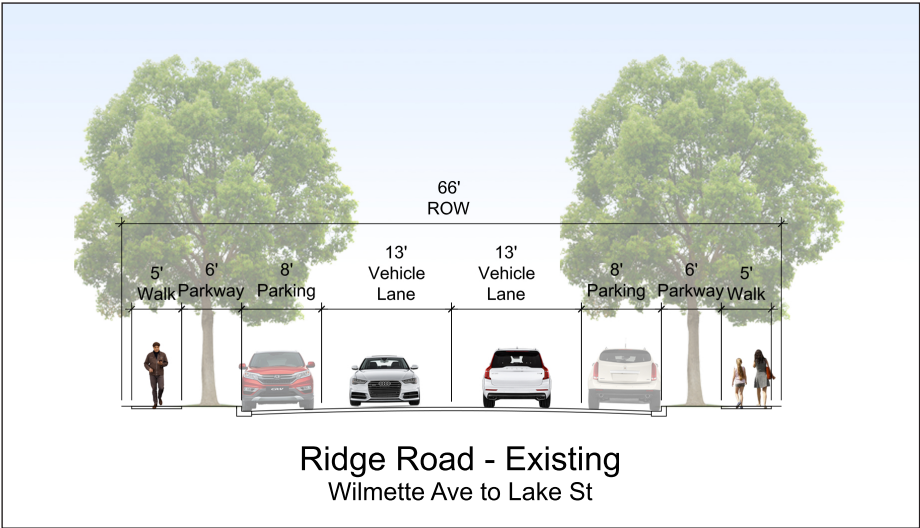 66'
ROW
5'
Walk
6'
Parkway
8'
Parking
13'
Vehicle
Lane
13'
Vehicle
Lane
8'
Parking
6'
Parkway
5'
Walk
Ridge Road - Existing
Wilmette Ave to Lake St